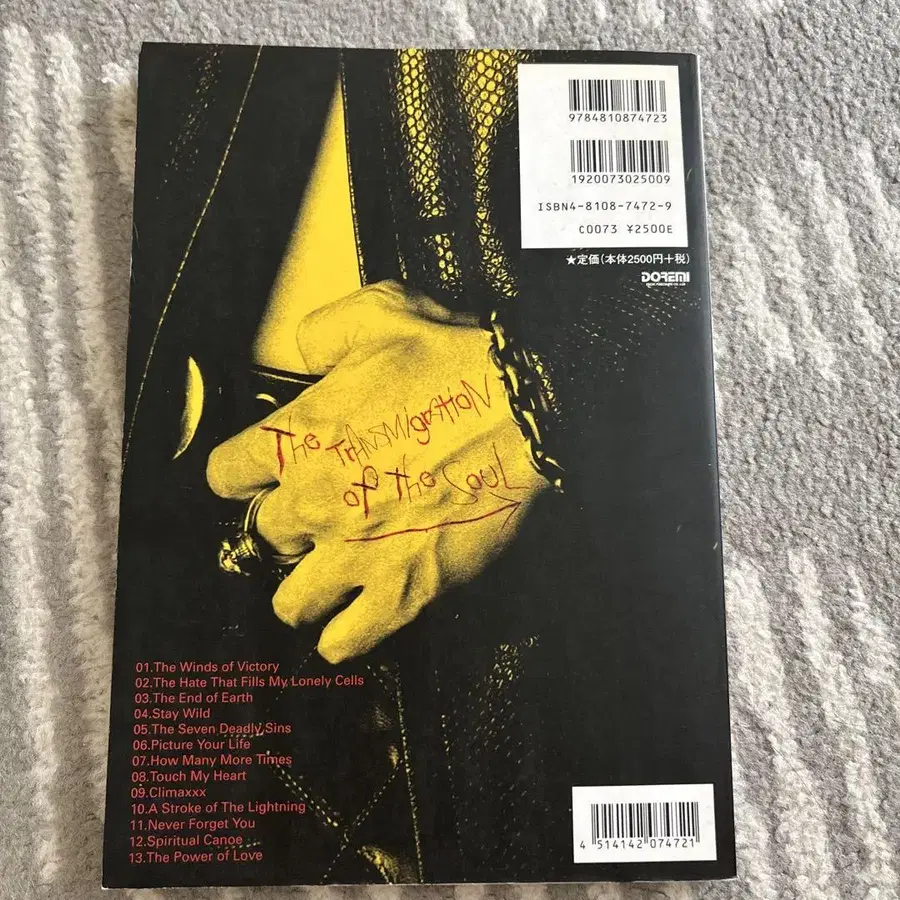 9784810874723
1920073025009
ISBN4-8108-7472-9
C0073 ¥2500E
★定価(本体2500円+税)
DOREMI
The TrANSMigrATiON
of the SOUL
01.The Winds of Victory
02.The Hate That Fills My Lonely Cells
03.The End of Earth
04.Stay Wild
05.The Seven Deadly Sins
06.Picture Your Life
07.How Many More Times
08.Touch My Heart
09.Climaxxx
10.A Stroke of The Lightning
11.Never Forget You
12.Spiritual Canoe
13.The Power of Love
4 514142 074721